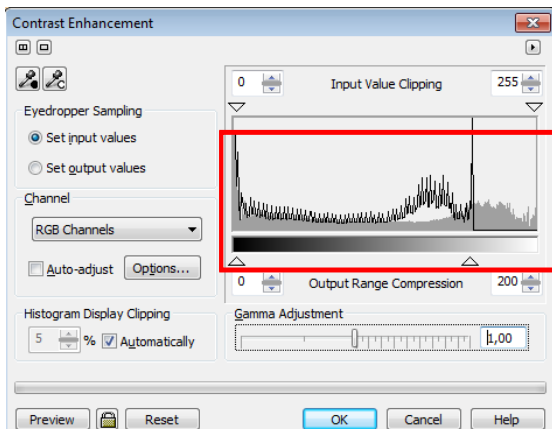 Contrast Enhancement
0 Input Value Clipping 255
Eyedropper Sampling
Set input values
Set output values
Channel
RGB Channels
Auto-adjust Options...
0 Output Range Compression 200
Histogram Display Clipping
5 % Automatically
Gamma Adjustment
1,00
Preview Reset OK Cancel Help